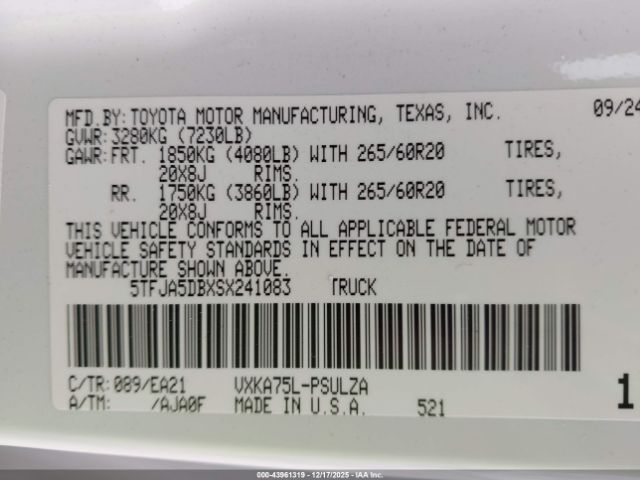 MFD.BY: TOYOTA MOTOR MANUFACTURING, TEXAS, INC. 09/24
GVWR: 3280KG (7230LB)
GAWR: FRT. 1850KG (4080LB) WITH 265/60R20 TIRES,
20X8J RIMS.
RR. 1750KG (3860LB) WITH 265/60R20 TIRES,
20X8J RIMS.
THIS VEHICLE CONFORMS TO ALL APPLICABLE FEDERAL MOTOR
VEHICLE SAFETY STANDARDS IN EFFECT ON THE DATE OF
MANUFACTURE SHOWN ABOVE.
5TFJA5DBXSX241083 TRUCK
C/TR: 089/EA21 VXKA75L-PSULZA
A/TM: /AJA0F MADE IN U.S.A. 521
1
000-43961319 | 12/17/2025 - IAAI.CA